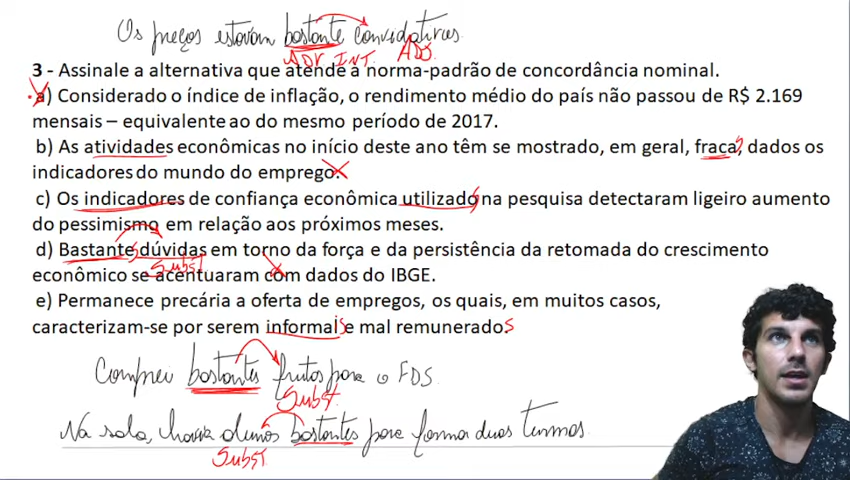 Os preços estavam bastante convidativos.
ADV INT. ADJ.
3 - Assinale a alternativa que atende à norma-padrão de concordância nominal.
a) Considerado o índice de inflação, o rendimento médio do país não passou de R$ 2.169
mensais – equivalente ao do mesmo período de 2017.
b) As atividades econômicas no início deste ano têm se mostrado, em geral, fracas, dados os
indicadores do mundo do emprego.
c) Os indicadores de confiança econômica utilizados na pesquisa detectaram ligeiro aumento
do pessimismo em relação aos próximos meses.
d) Bastantes dúvidas em torno da força e da persistência da retomada do crescimento
Subst
econômico se acentuaram com dados do IBGE.
e) Permanece precária a oferta de empregos, os quais, em muitos casos,
caracterizam-se por serem informais e mal remunerados
Comprei bastantes frutos para o FDS.
Subst.
Na sala, havia alunos bastantes para formar duas turmas.
Subst